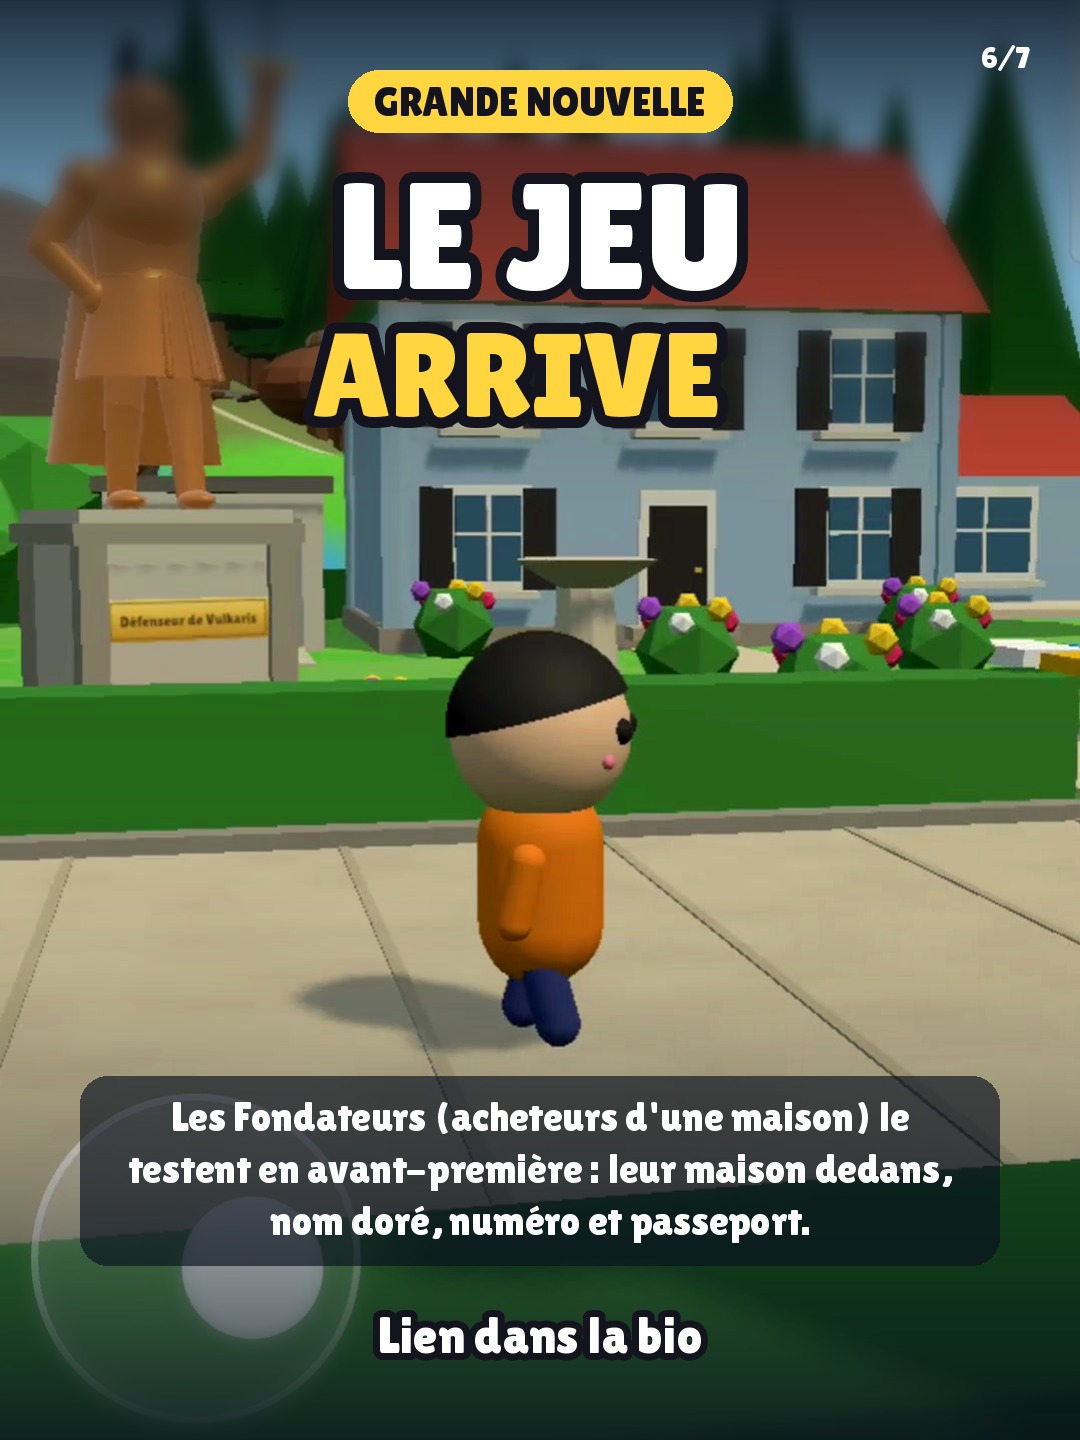 6/7
GRANDE NOUVELLE
LE JEU
ARRIVE
Défenseur de Vulkaris
Les Fondateurs (acheteurs d'une maison) le
testent en avant-première : leur maison dedans,
nom doré, numéro et passeport.
Lien dans la bio